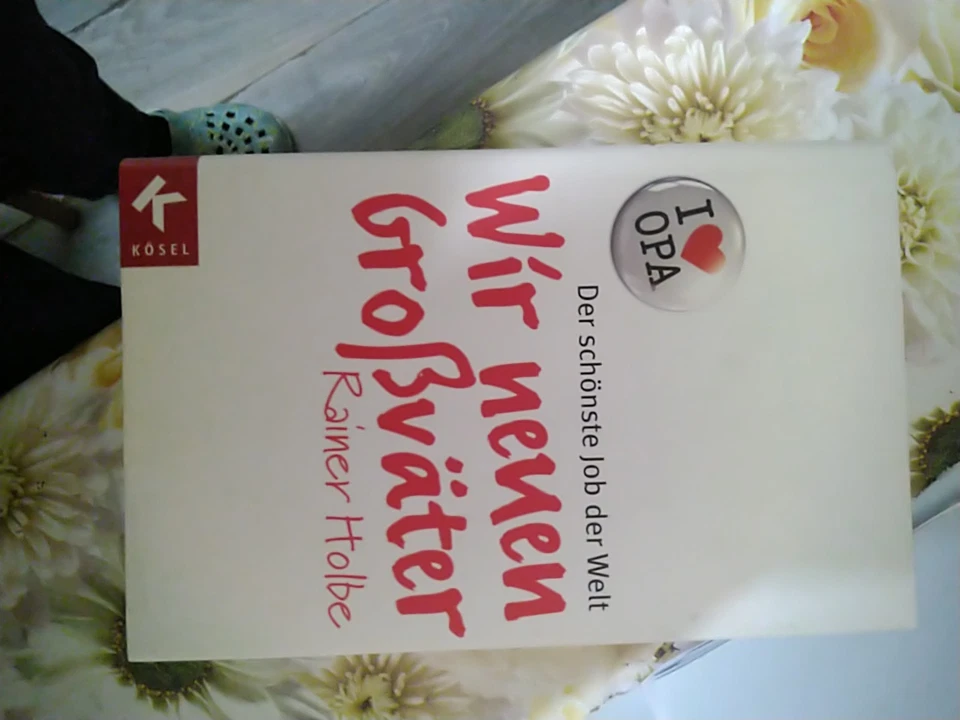 I ❤ OPA
Der schönste Job der Welt
Wir neuen
Großväter
Rainer Holbe
KÖSEL